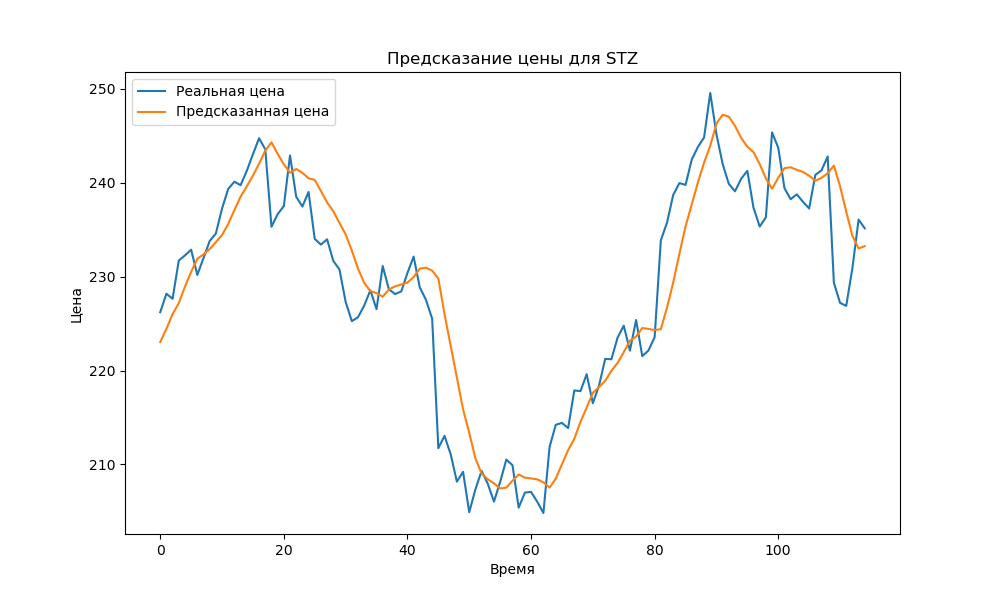 Предсказание цены для STZ
Реальная цена
Предсказанная цена
Цена
250
240
230
220
210
0 20 40 60 80 100
Время